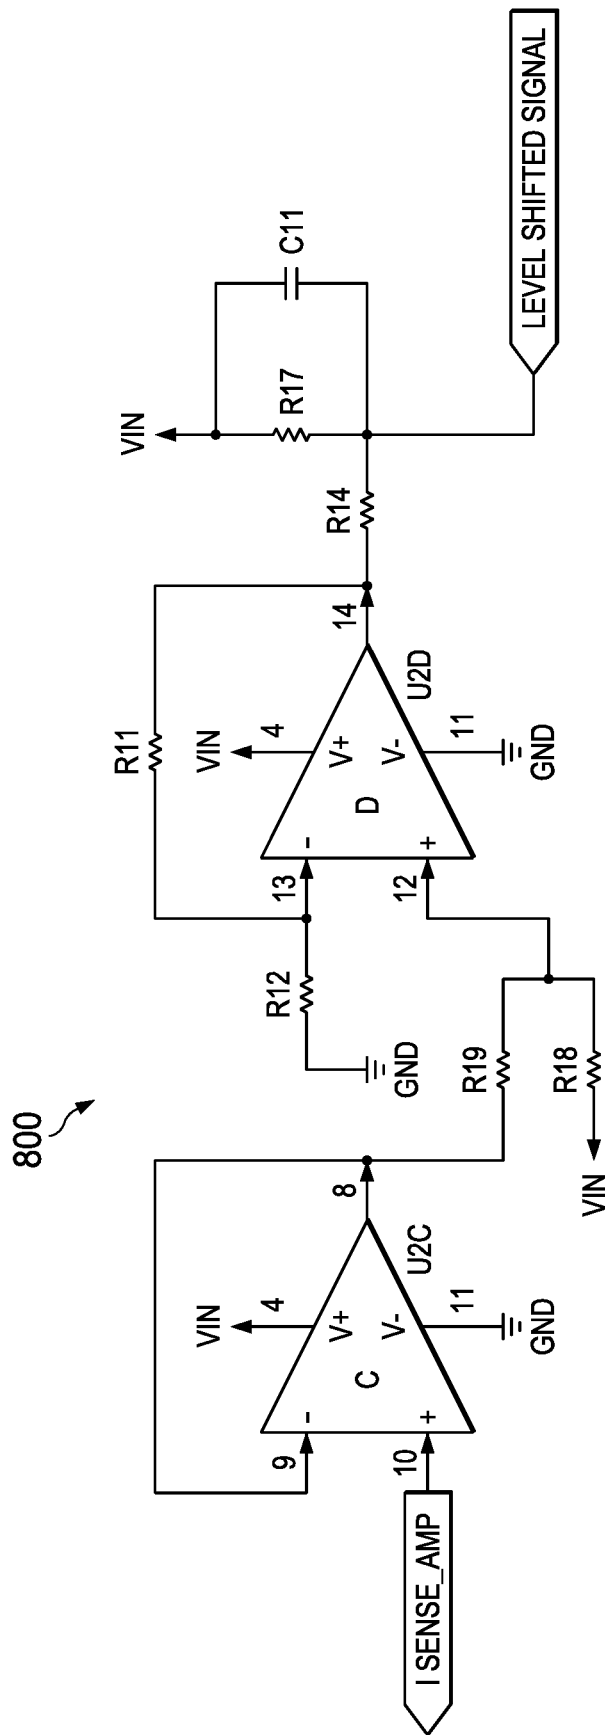 800
I SENSE_AMP
9
10
-
+
C
VIN
4
V+
V-
11
GND
U2C
8
R19
R18
VIN
GND
R12
R11
13
12
-
+
D
VIN
4
V+
V-
11
GND
U2D
14
R14
VIN
R17
C11
LEVEL SHIFTED SIGNAL